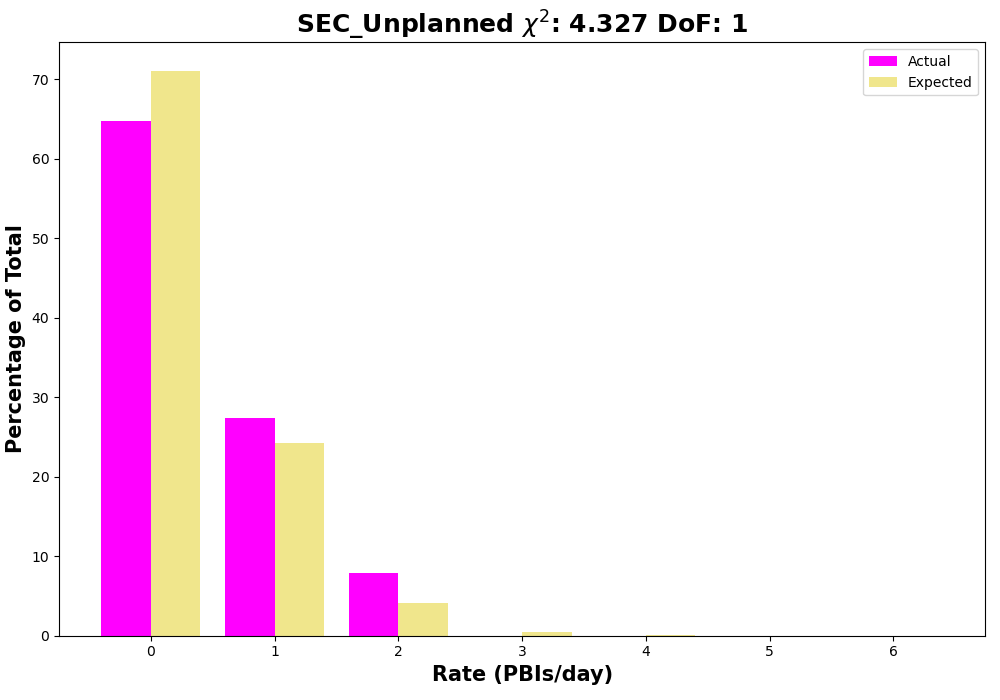 SEC_Unplanned χ²: 4.327 DoF: 1
Actual
Expected
Percentage of Total
70
60
50
40
30
20
10
0
0 1 2 3 4 5 6
Rate (PBIs/day)